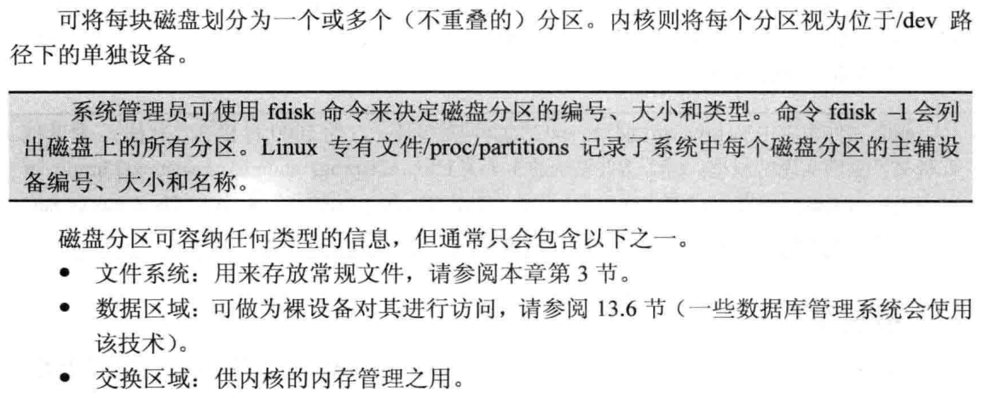 可将每块磁盘划分为一个或多个（不重叠的）分区。内核则将每个分区视为位于/dev 路
径下的单独设备。
系统管理员可使用 fdisk 命令来决定磁盘分区的编号、大小和类型。命令 fdisk –l 会列
出磁盘上的所有分区。Linux 专有文件/proc/partitions 记录了系统中每个磁盘分区的主辅设
备编号、大小和名称。
磁盘分区可容纳任何类型的信息，但通常只会包含以下之一。
● 文件系统：用来存放常规文件，请参阅本章第 3 节。
● 数据区域：可做为裸设备对其进行访问，请参阅 13.6 节（一些数据库管理系统会使用
该技术）。
● 交换区域：供内核的内存管理之用。